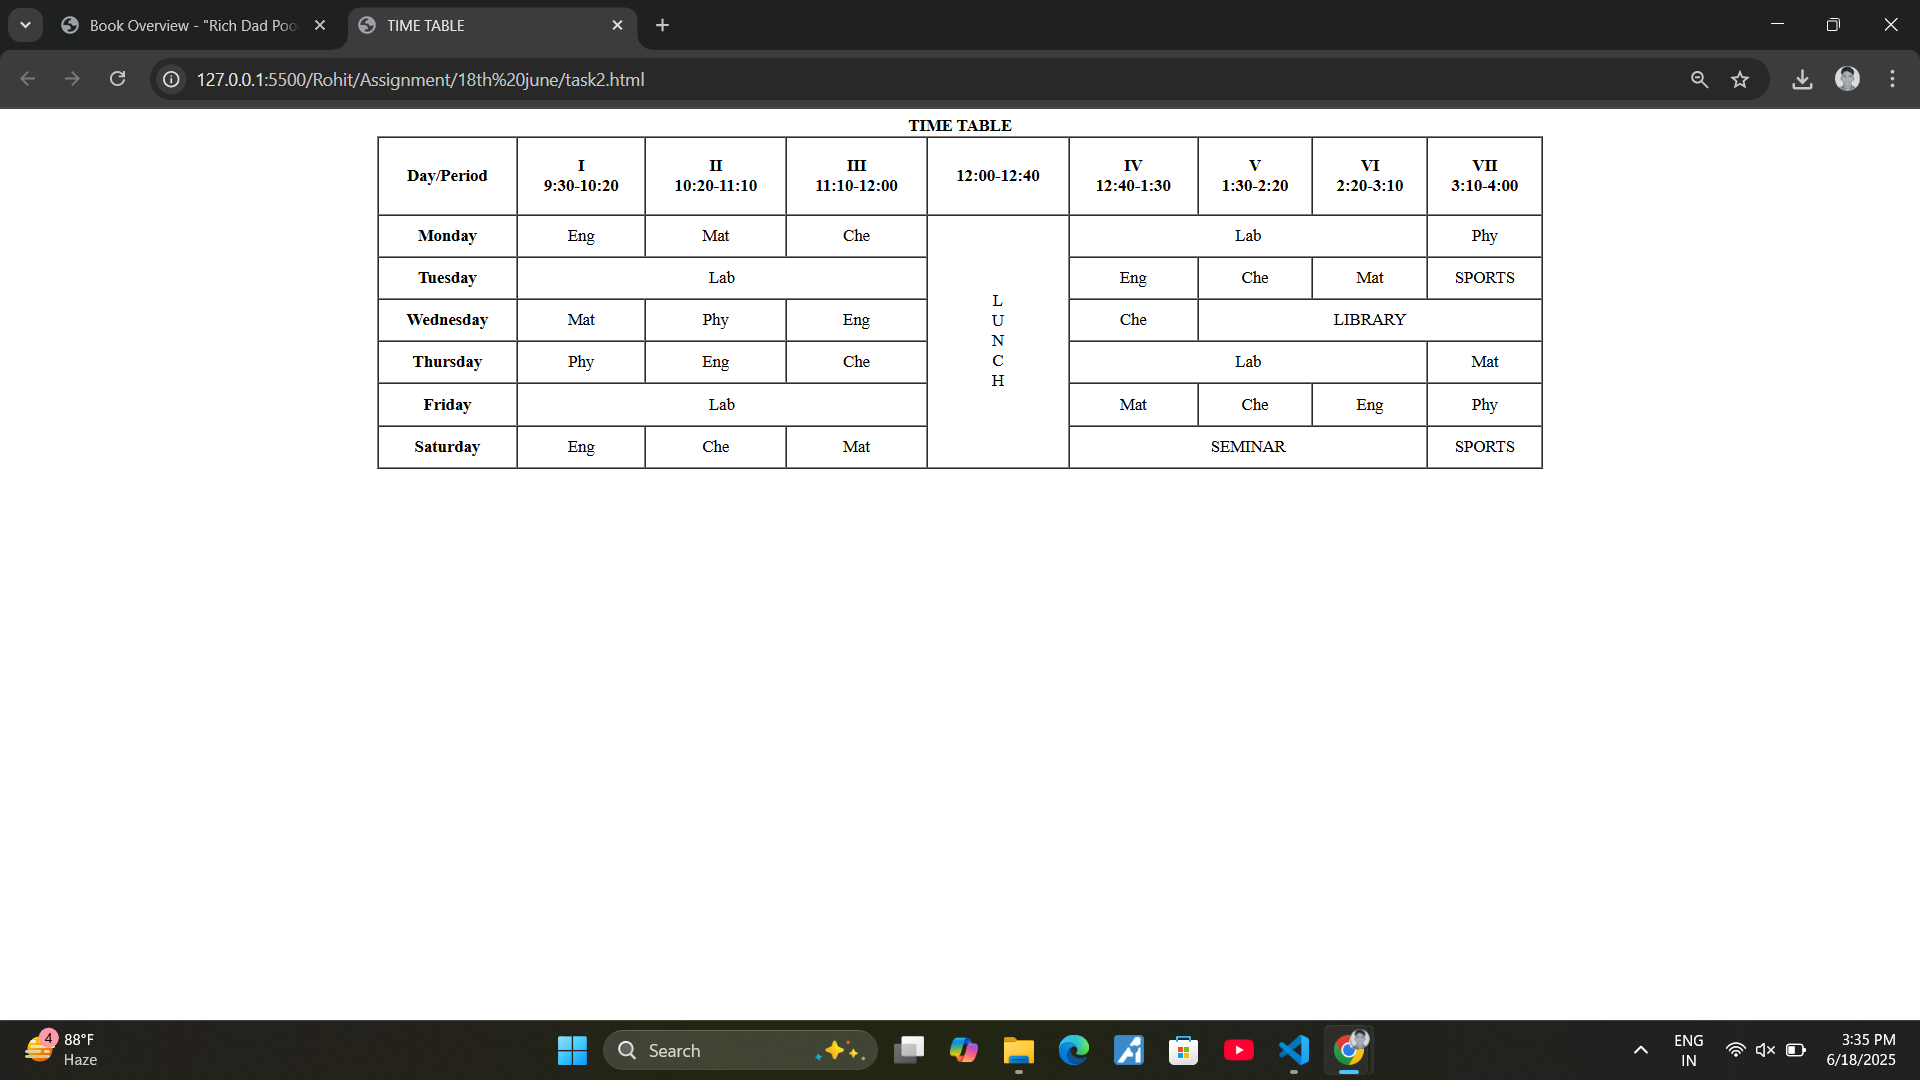 Book Overview - "Rich Dad Poo
TIME TABLE
127.0.0.1:5500/Rohit/Assignment/18th%20june/task2.html
TIME TABLE
Day/Period I II III 12:00-12:40 IV V VI VII
9:30-10:20 10:20-11:10 11:10-12:00 12:40-1:30 1:30-2:20 2:20-3:10 3:10-4:00
Monday Eng Mat Che Lab Phy
Tuesday Lab Eng Che Mat SPORTS
L
Wednesday Mat Phy Eng U Che LIBRARY
N
Thursday Phy Eng Che C Lab Mat
H
Friday Lab Mat Che Eng Phy
Saturday Eng Che Mat SEMINAR SPORTS
4
88°F
Haze
Search
ENG
IN
3:35 PM
6/18/2025